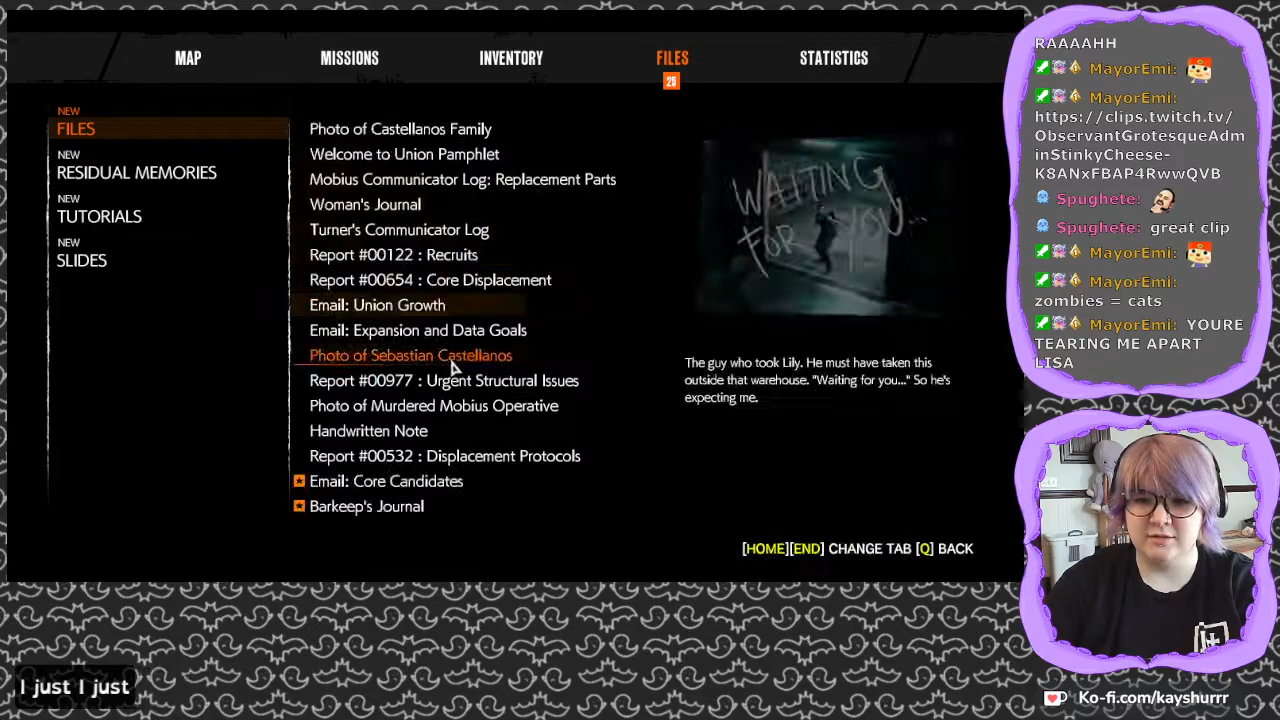 MAP
MISSIONS
INVENTORY
FILES
STATISTICS
25
NEW
FILES
NEW
RESIDUAL MEMORIES
NEW
TUTORIALS
NEW
SLIDES
Photo of Castellanos Family
Welcome to Union Pamphlet
Mobius Communicator Log: Replacement Parts
Woman's Journal
Turner's Communicator Log
Report #00122 : Recruits
Report #00654 : Core Displacement
Email: Union Growth
Email: Expansion and Data Goals
Photo of Sebastian Castellanos
Report #00977 : Urgent Structural Issues
Photo of Murdered Mobius Operative
Handwritten Note
Report #00532 : Displacement Protocols
Email: Core Candidates
Barkeep's Journal
WAITING
FOR YOU...
The guy who took Lily. He must have taken this
outside that warehouse. "Waiting for you..." So he's
expecting me.
[HOME][END] CHANGE TAB [Q] BACK
RAAAAHH
MayorEmi:
MayorEmi:
https://clips.twitch.tv/
ObservantGrotesqueAdm
inStinkyCheese-
K8ANxFBAP4RwwQVB
Spughete:
Spughete: great clip
MayorEmi:
MayorEmi:
zombies = cats
MayorEmi: YOURE
TEARING ME APART
LISA
I just I just
Ko-fi.com/kayshurrr